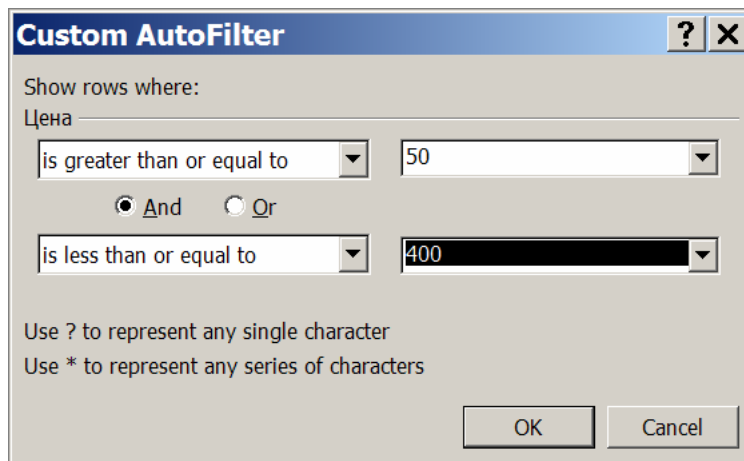 Custom AutoFilter
Show rows where:
Цена
is greater than or equal to 50
And Or
is less than or equal to 400
Use ? to represent any single character
Use * to represent any series of characters
OK Cancel